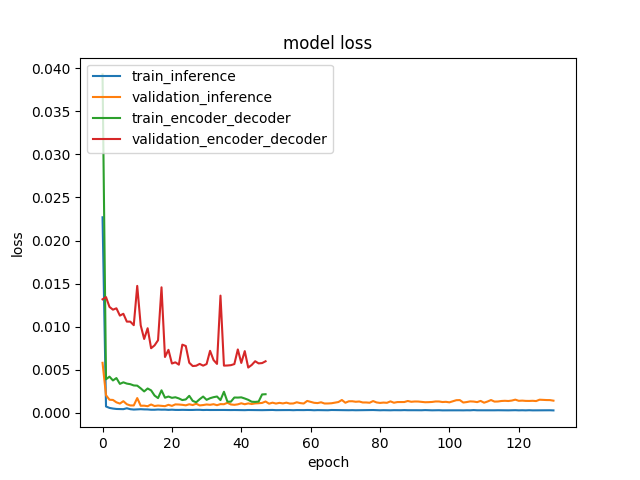 model loss
train_inference
validation_inference
train_encoder_decoder
validation_encoder_decoder
loss
0.040
0.035
0.030
0.025
0.020
0.015
0.010
0.005
0.000
0 20 40 60 80 100 120
epoch